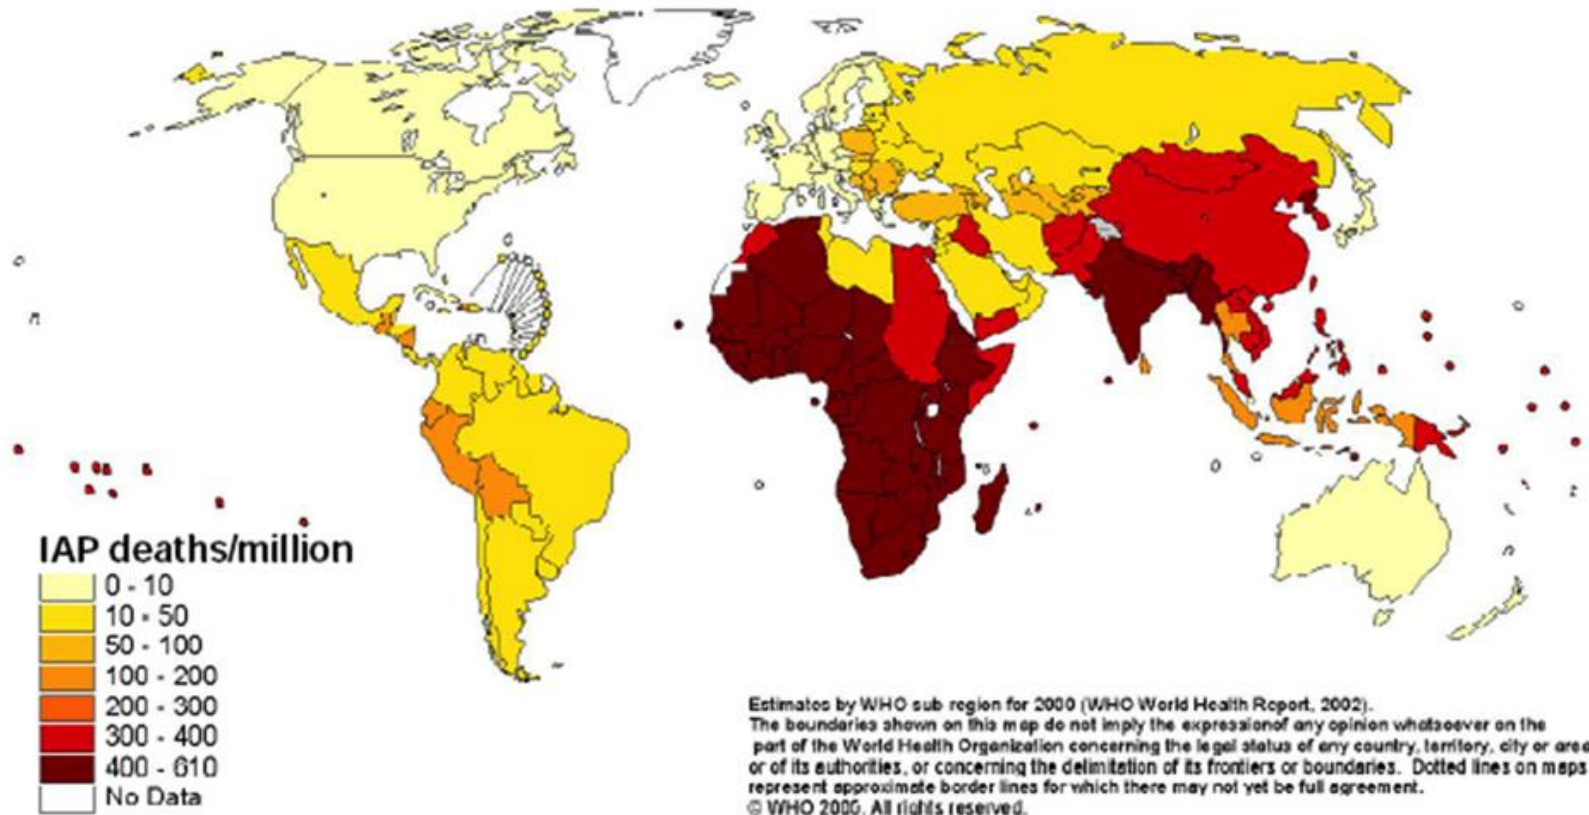 IAP deaths/million
0 - 10
10 - 50
50 - 100
100 - 200
200 - 300
300 - 400
400 - 610
No Data
Estimates by WHO sub region for 2000 (WHO World Health Report, 2002).
The boundaries shown on this map do not imply the expressionof any opinion whatsoever on the
part of the World Health Organization concerning the legal status of any country, territory, city or area
or of its authorities, or concerning the delimitation of its frontiers or boundaries. Dotted lines on maps
represent approximate border lines for which there may not yet be full agreement.
© WHO 2000. All rights reserved.